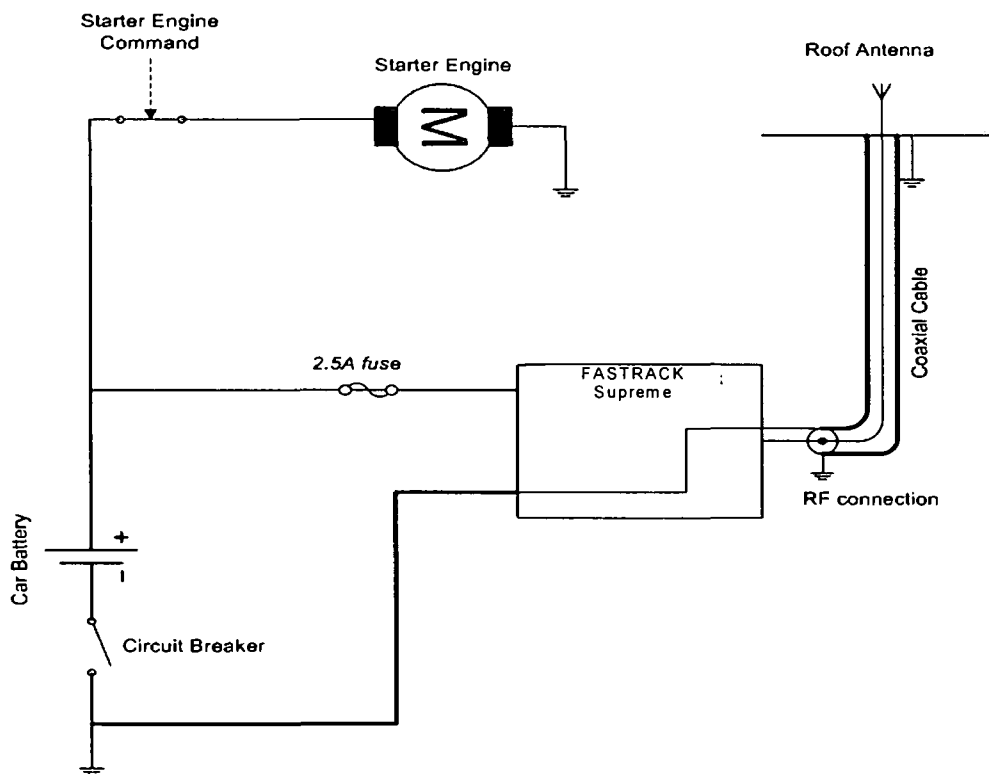 Starter Engine
Command
Starter Engine
M
Roof Antenna
Coaxial Cable
2.5A fuse
FASTRACK
Supreme
RF connection
Car Battery
+
-
Circuit Breaker